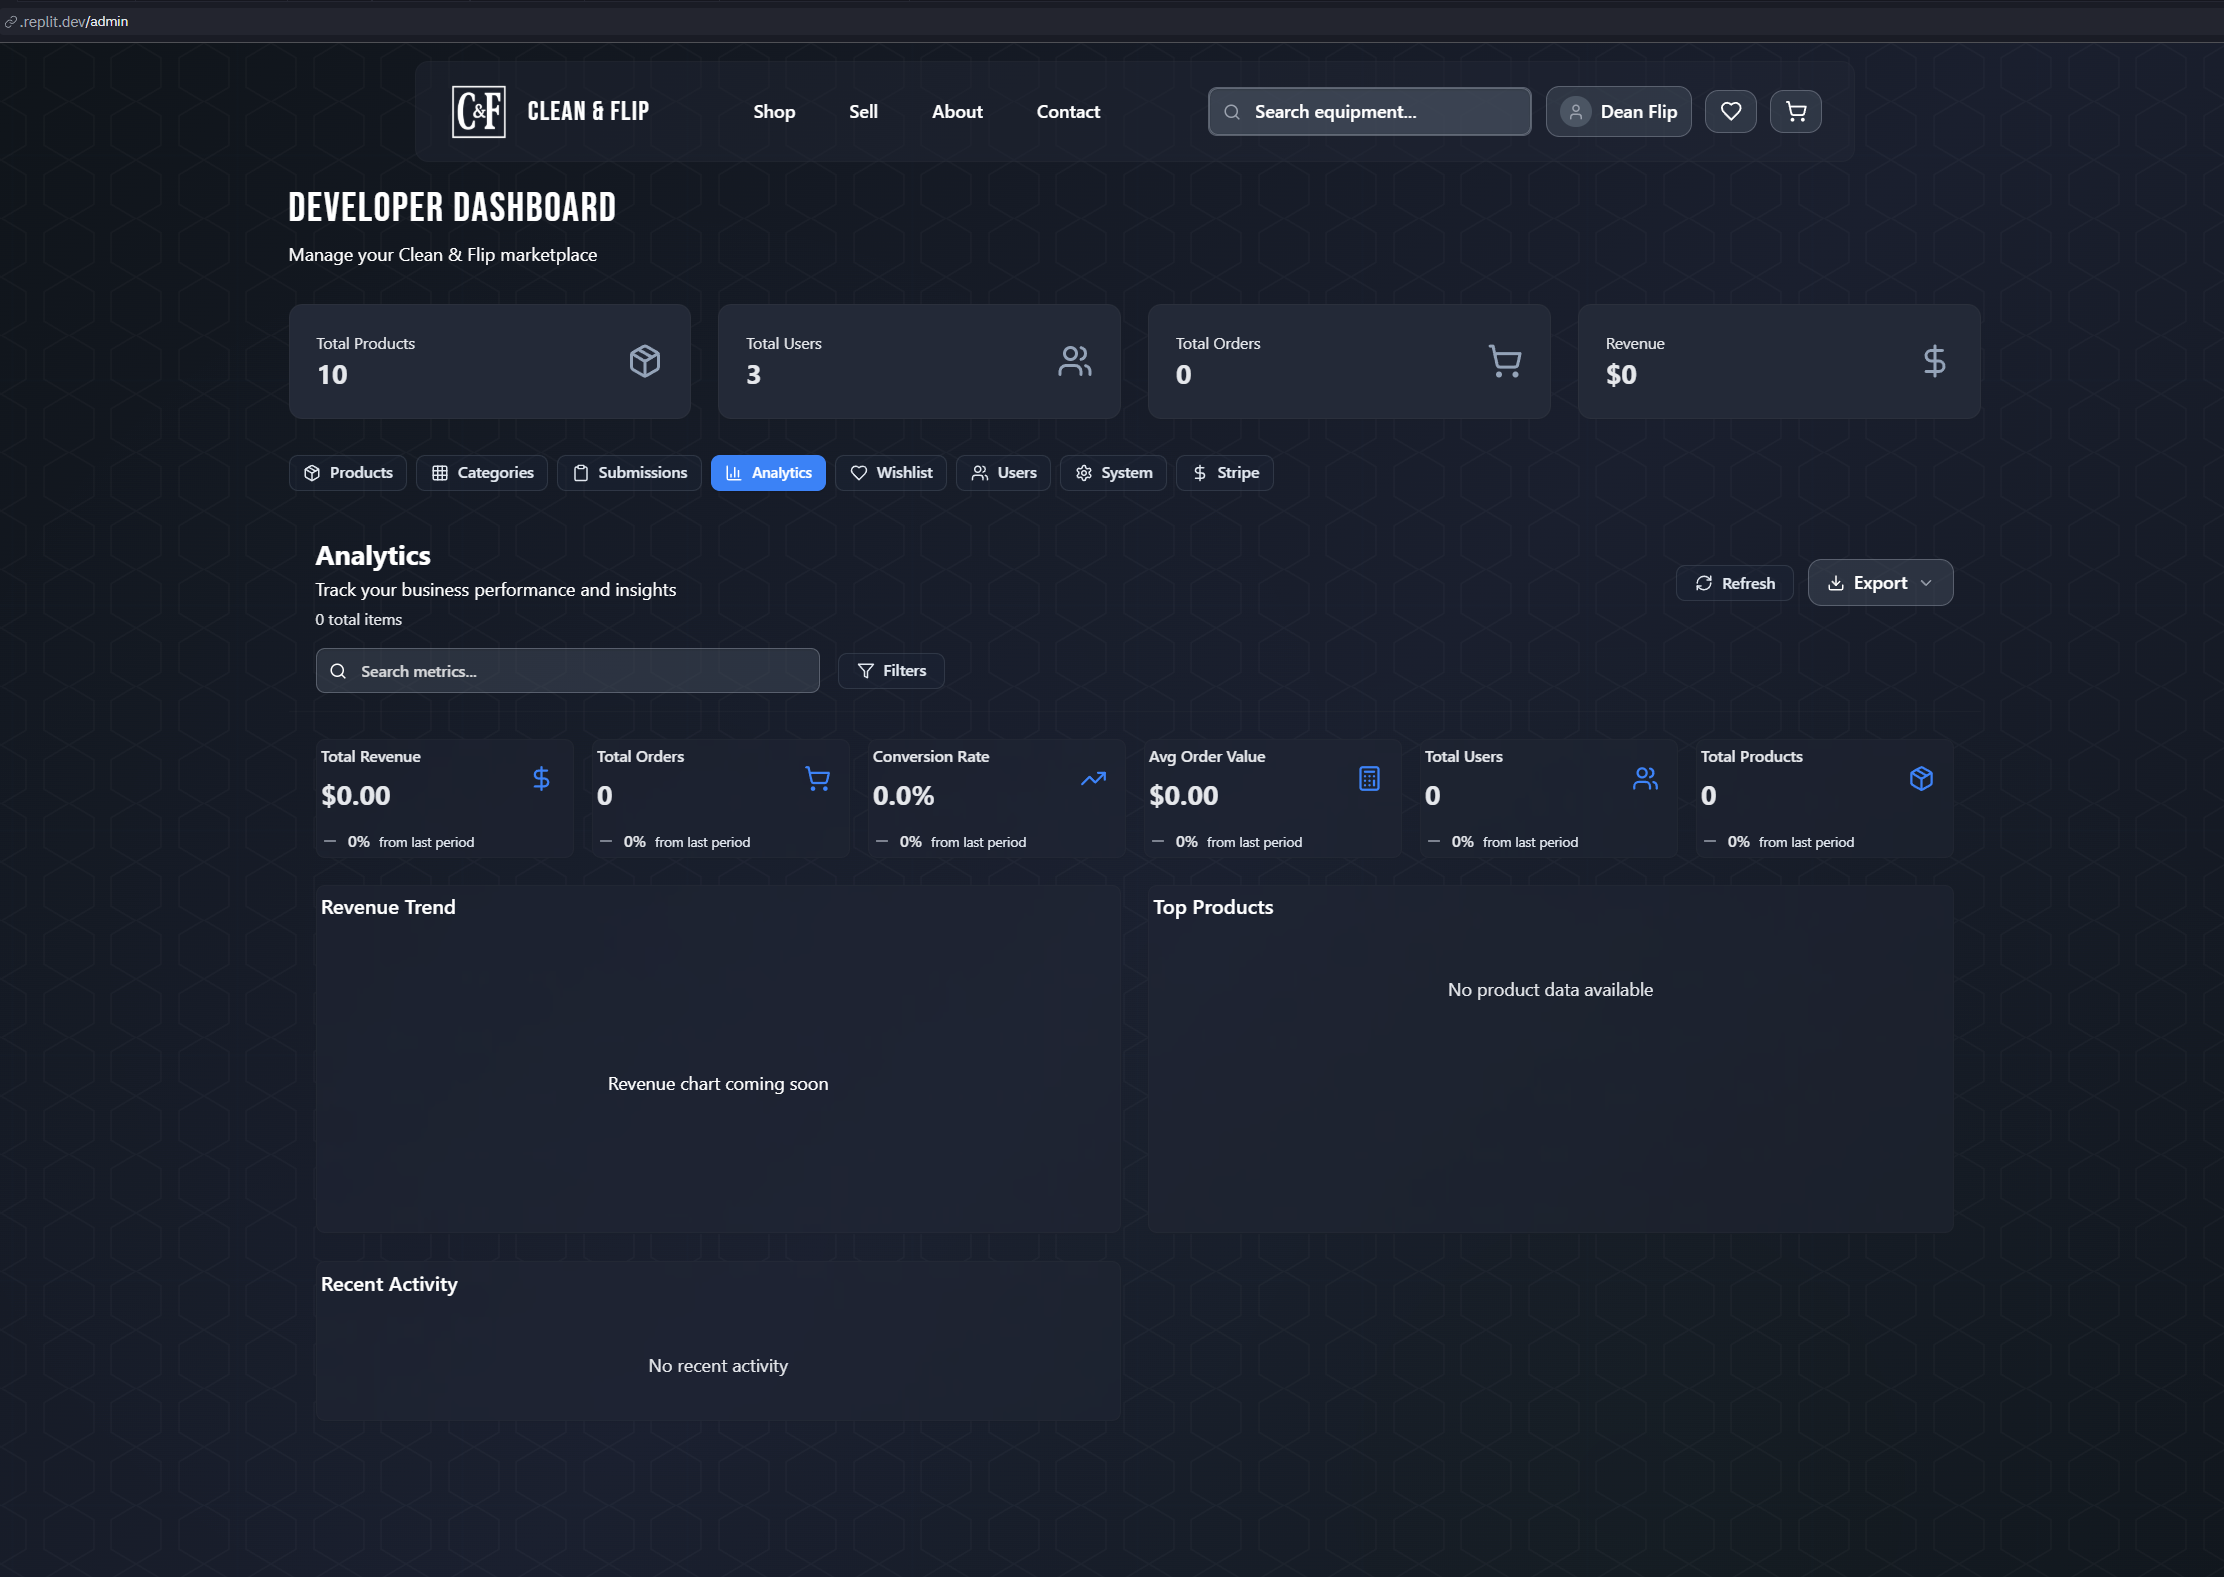 .replit.dev/admin
C&F CLEAN & FLIP Shop Sell About Contact Search equipment... Dean Flip
DEVELOPER DASHBOARD
Manage your Clean & Flip marketplace
Total Products
10
Total Users
3
Total Orders
0
Revenue
$0
Products Categories Submissions Analytics Wishlist Users System Stripe
Analytics
Track your business performance and insights
0 total items
Refresh Export
Search metrics... Filters
Total Revenue
$0.00
0% from last period
Total Orders
0
0% from last period
Conversion Rate
0.0%
0% from last period
Avg Order Value
$0.00
0% from last period
Total Users
0
0% from last period
Total Products
0
0% from last period
Revenue Trend
Revenue chart coming soon
Top Products
No product data available
Recent Activity
No recent activity